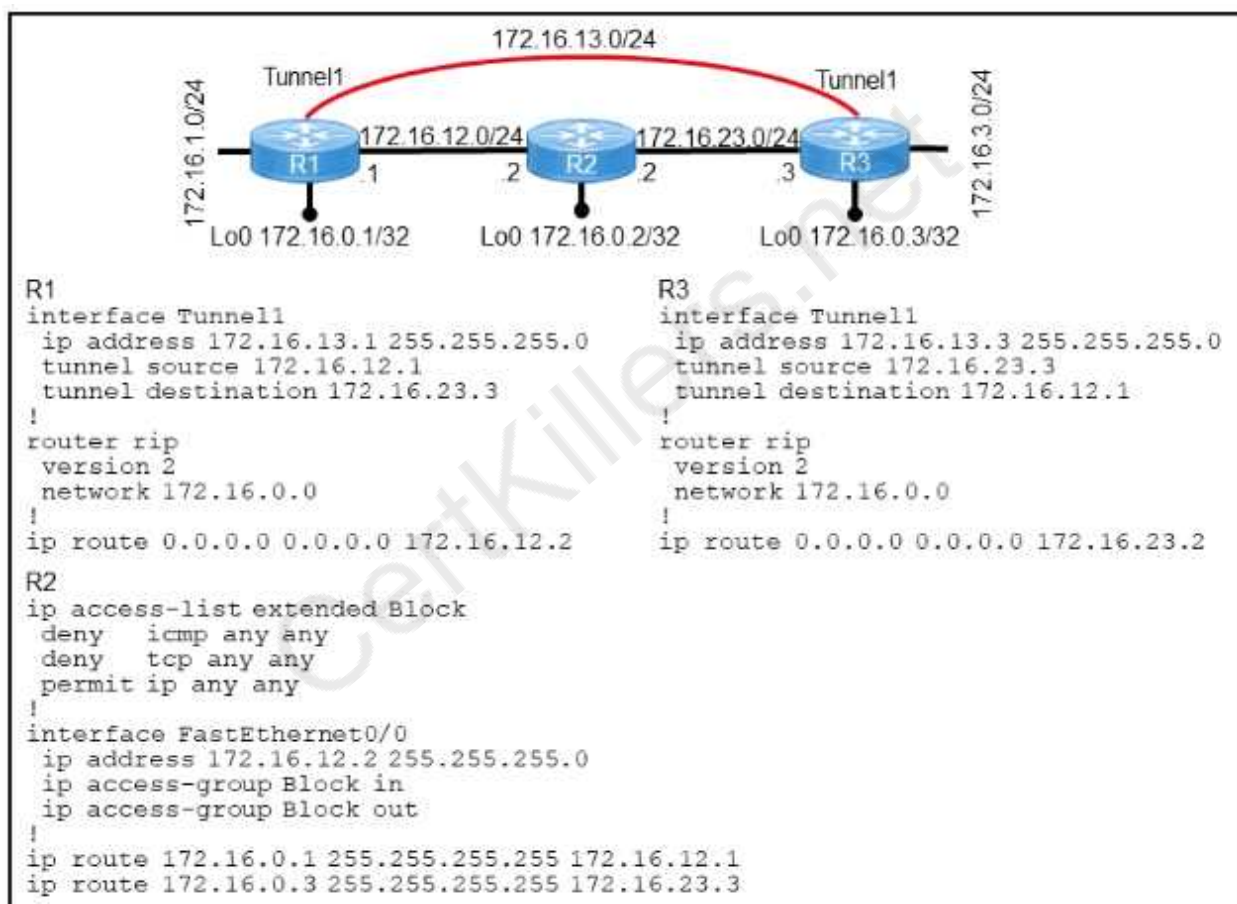 172.16.13.0/24
Tunnel1
Tunnel1
172.16.1.0/24
172.16.12.0/24
172.16.23.0/24
172.16.3.0/24
R1
R2
R3
.1
.2
.2
.3
Lo0 172.16.0.1/32
Lo0 172.16.0.2/32
Lo0 172.16.0.3/32
R1
interface Tunnel1
ip address 172.16.13.1 255.255.255.0
tunnel source 172.16.12.1
tunnel destination 172.16.23.3
!
router rip
version 2
network 172.16.0.0
!
ip route 0.0.0.0 0.0.0.0 172.16.12.2
R3
interface Tunnel1
ip address 172.16.13.3 255.255.255.0
tunnel source 172.16.23.3
tunnel destination 172.16.12.1
!
router rip
version 2
network 172.16.0.0
!
ip route 0.0.0.0 0.0.0.0 172.16.23.2
R2
ip access-list extended Block
deny icmp any any
deny tcp any any
permit ip any any
!
interface FastEthernet0/0
ip address 172.16.12.2 255.255.255.0
ip access-group Block in
ip access-group Block out
!
ip route 172.16.0.1 255.255.255.255 172.16.12.1
ip route 172.16.0.3 255.255.255.255 172.16.23.3
CertKillers.net